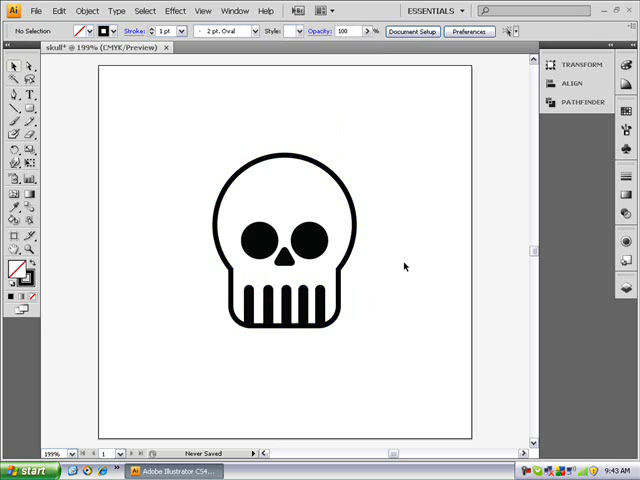 Ai File Edit Object Type Select Effect View Window Help Br ESSENTIALS
No Selection Stroke: 1 pt 2 pt. Oval Style: Opacity: 100 % Document Setup Preferences
skull* @ 199% (CMYK/Preview)
TRANSFORM
ALIGN
PATHFINDER
199% 1 Never Saved
start Adobe Illustrator CS4... 9:43 AM